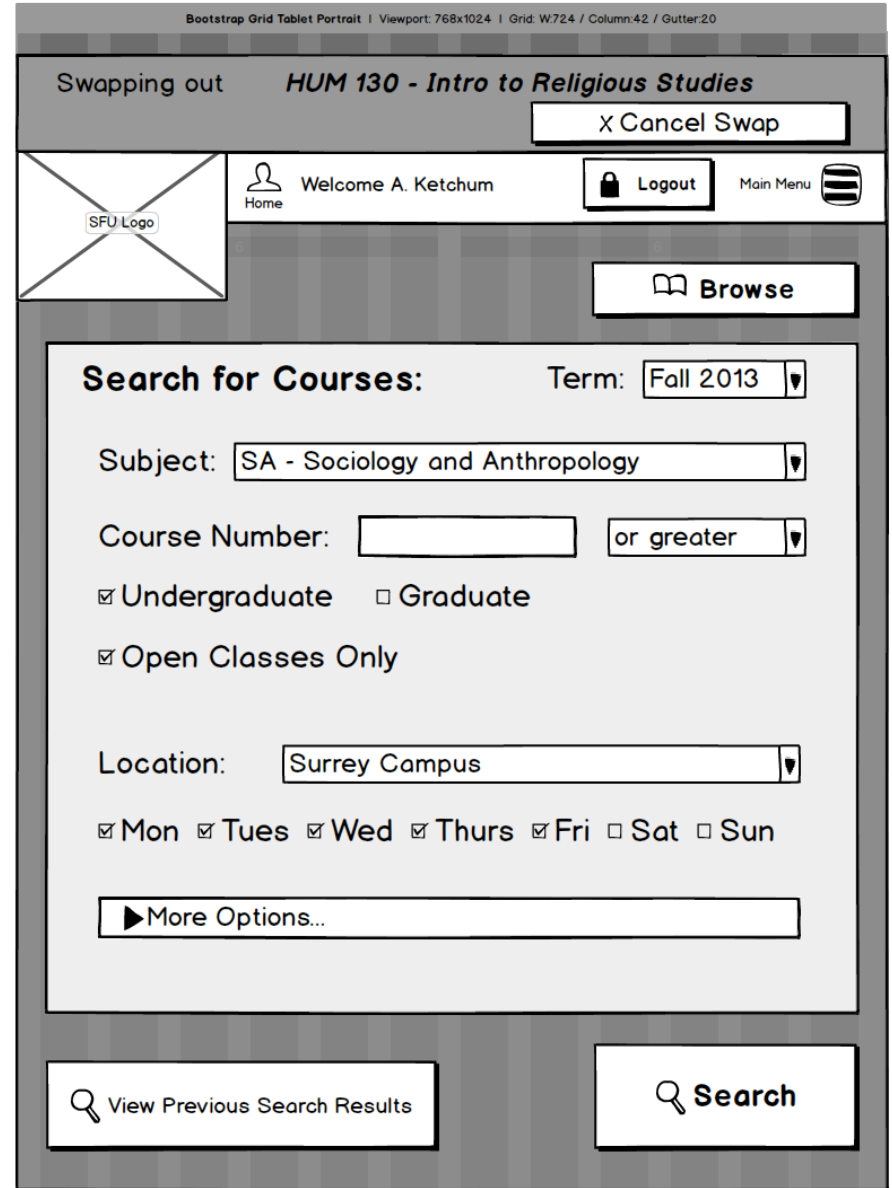 Bootstrap Grid Tablet Portrait | Viewport: 768x1024 | Grid: W:724 / Column:42 / Gutter:20
Swapping out HUM 130 - Intro to Religious Studies
X Cancel Swap
SFU Logo
Home
Welcome A. Ketchum
Logout
Main Menu
6 6
Browse
Search for Courses: Term: Fall 2013
Subject: SA - Sociology and Anthropology
Course Number: or greater
Undergraduate Graduate
Open Classes Only
Location: Surrey Campus
Mon Tues Wed Thurs Fri Sat Sun
More Options...
View Previous Search Results
Search